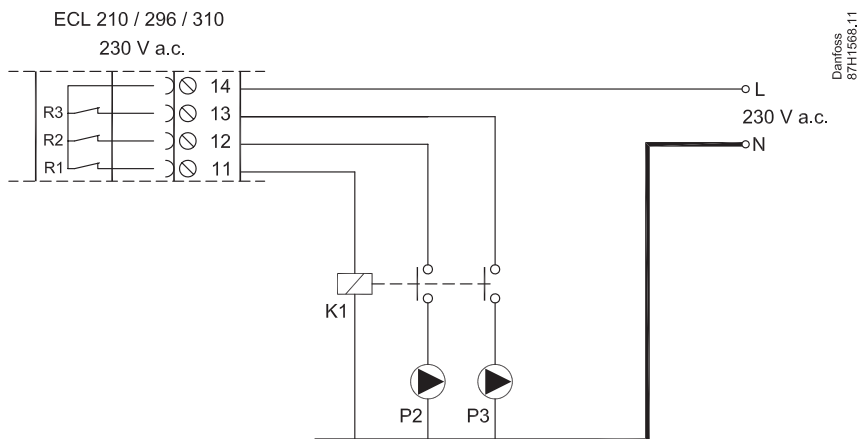 ECL 210 / 296 / 310
230 V a.c.
Danfoss
87H1568.11
14
L
R3
13
230 V a.c.
R2
12
N
R1
11
K1
P2
P3